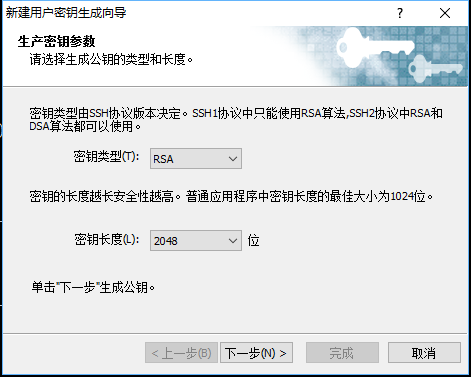 新建用户密钥生成向导
生产密钥参数
请选择生成公钥的类型和长度。
密钥类型由SSH协议版本决定。SSH1协议中只能使用RSA算法,SSH2协议中RSA和
DSA算法都可以使用。
密钥类型(T): RSA
密钥的长度越长安全性越高。普通应用程序中密钥长度的最佳大小为1024位。
密钥长度(L): 2048 位
单击"下一步"生成公钥。
< 上一步(B) 下一步(N) > 完成 取消